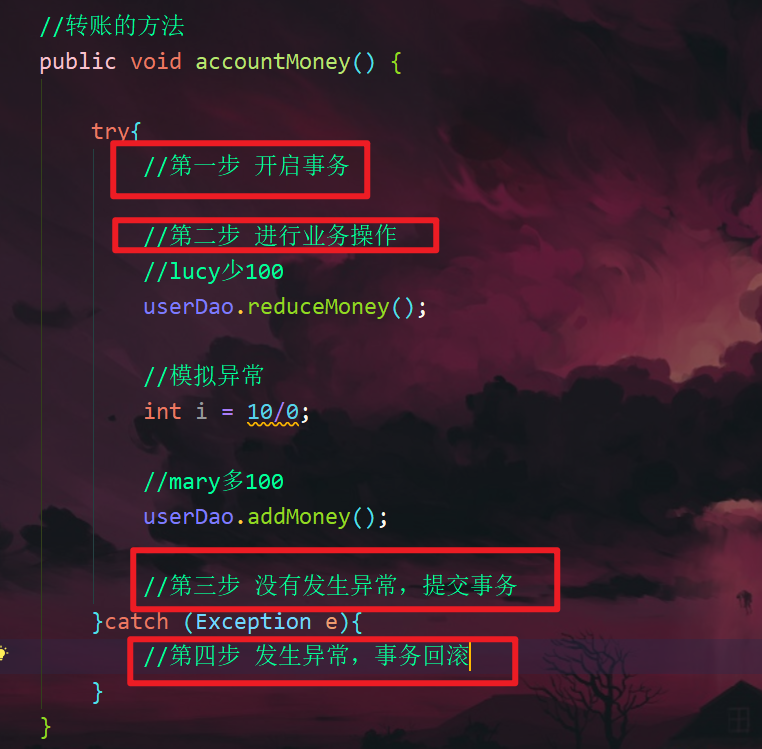 //转账的方法
public void accountMoney() {
try{
//第一步 开启事务
//第二步 进行业务操作
//lucy少100
userDao.reduceMoney();
//模拟异常
int i = 10/0;
//mary多100
userDao.addMoney();
//第三步 没有发生异常，提交事务
}catch (Exception e){
//第四步 发生异常，事务回滚
}
}